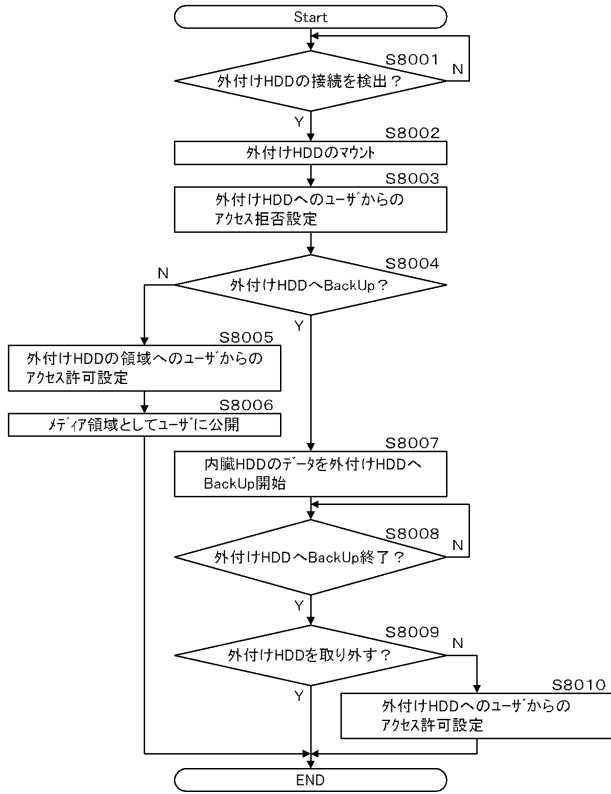 Start
S8001
外付けHDDの接続を検出?
N
Y
S8002
外付けHDDのマウント
S8003
外付けHDDへのユーザからの
アクセス拒否設定
S8004
外付けHDDへBackUp?
N
Y
S8005
外付けHDDの領域へのユーザからの
アクセス許可設定
S8006
メディア領域としてユーザに公開
S8007
内臓HDDのデータを外付けHDDへ
BackUp開始
S8008
外付けHDDへBackUp終了?
N
Y
S8009
外付けHDDを取り外す?
N
Y
S8010
外付けHDDへのユーザからの
アクセス許可設定
END